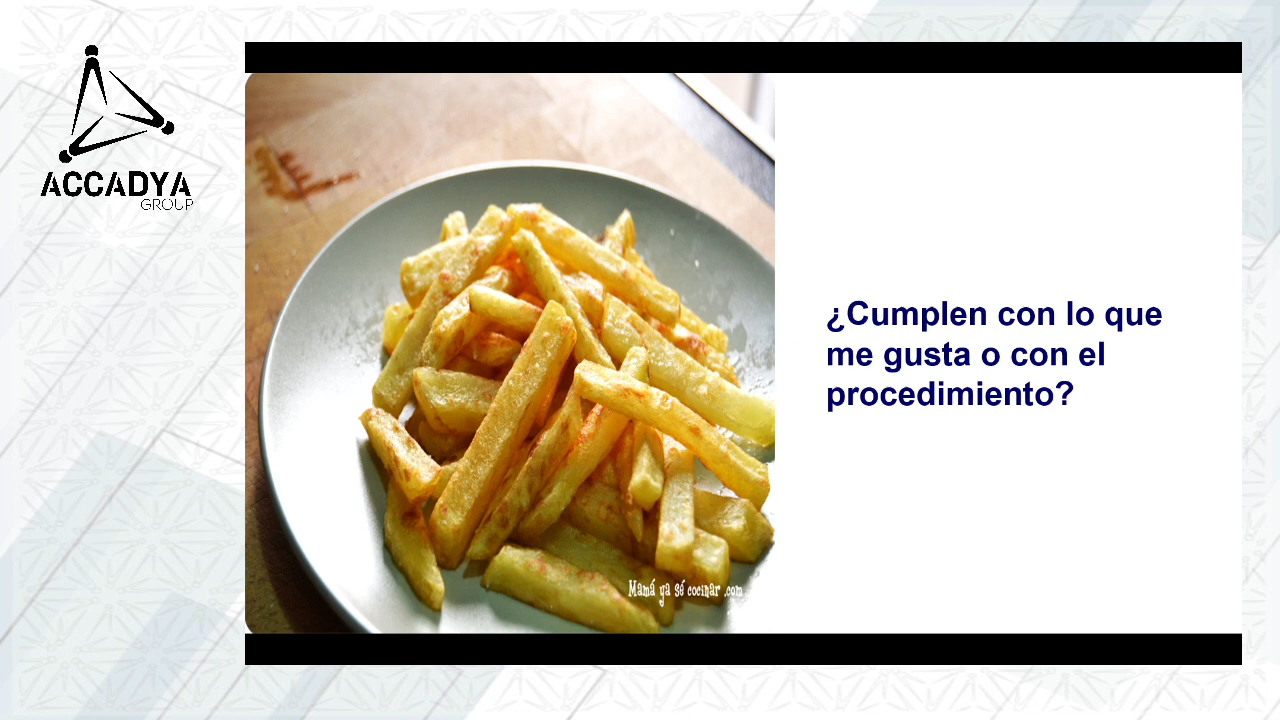 ACCADYA
GROUP
¿Cumplen con lo que
me gusta o con el
procedimiento?
Mamá ya sé cocinar .com